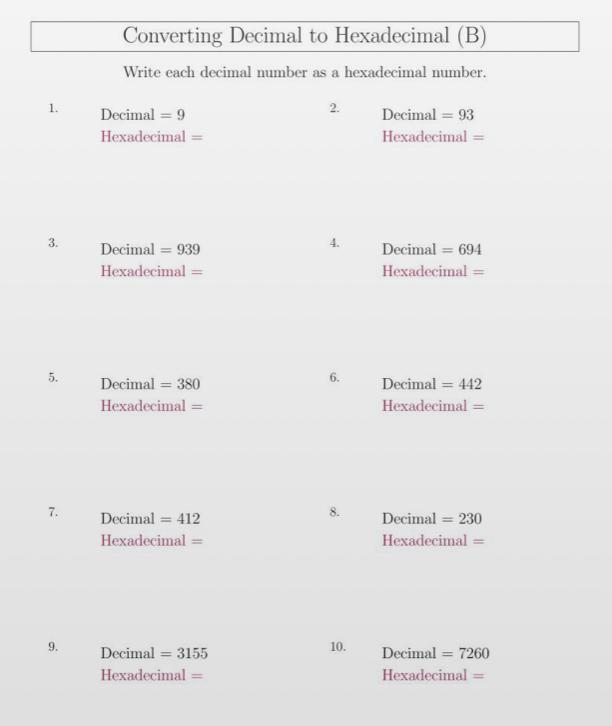 Converting Decimal to Hexadecimal (B)
Write each decimal number as a hexadecimal number.
1. Decimal = 9
Hexadecimal =
2. Decimal = 93
Hexadecimal =
3. Decimal = 939
Hexadecimal =
4. Decimal = 694
Hexadecimal =
5. Decimal = 380
Hexadecimal =
6. Decimal = 442
Hexadecimal =
7. Decimal = 412
Hexadecimal =
8. Decimal = 230
Hexadecimal =
9. Decimal = 3155
Hexadecimal =
10. Decimal = 7260
Hexadecimal =